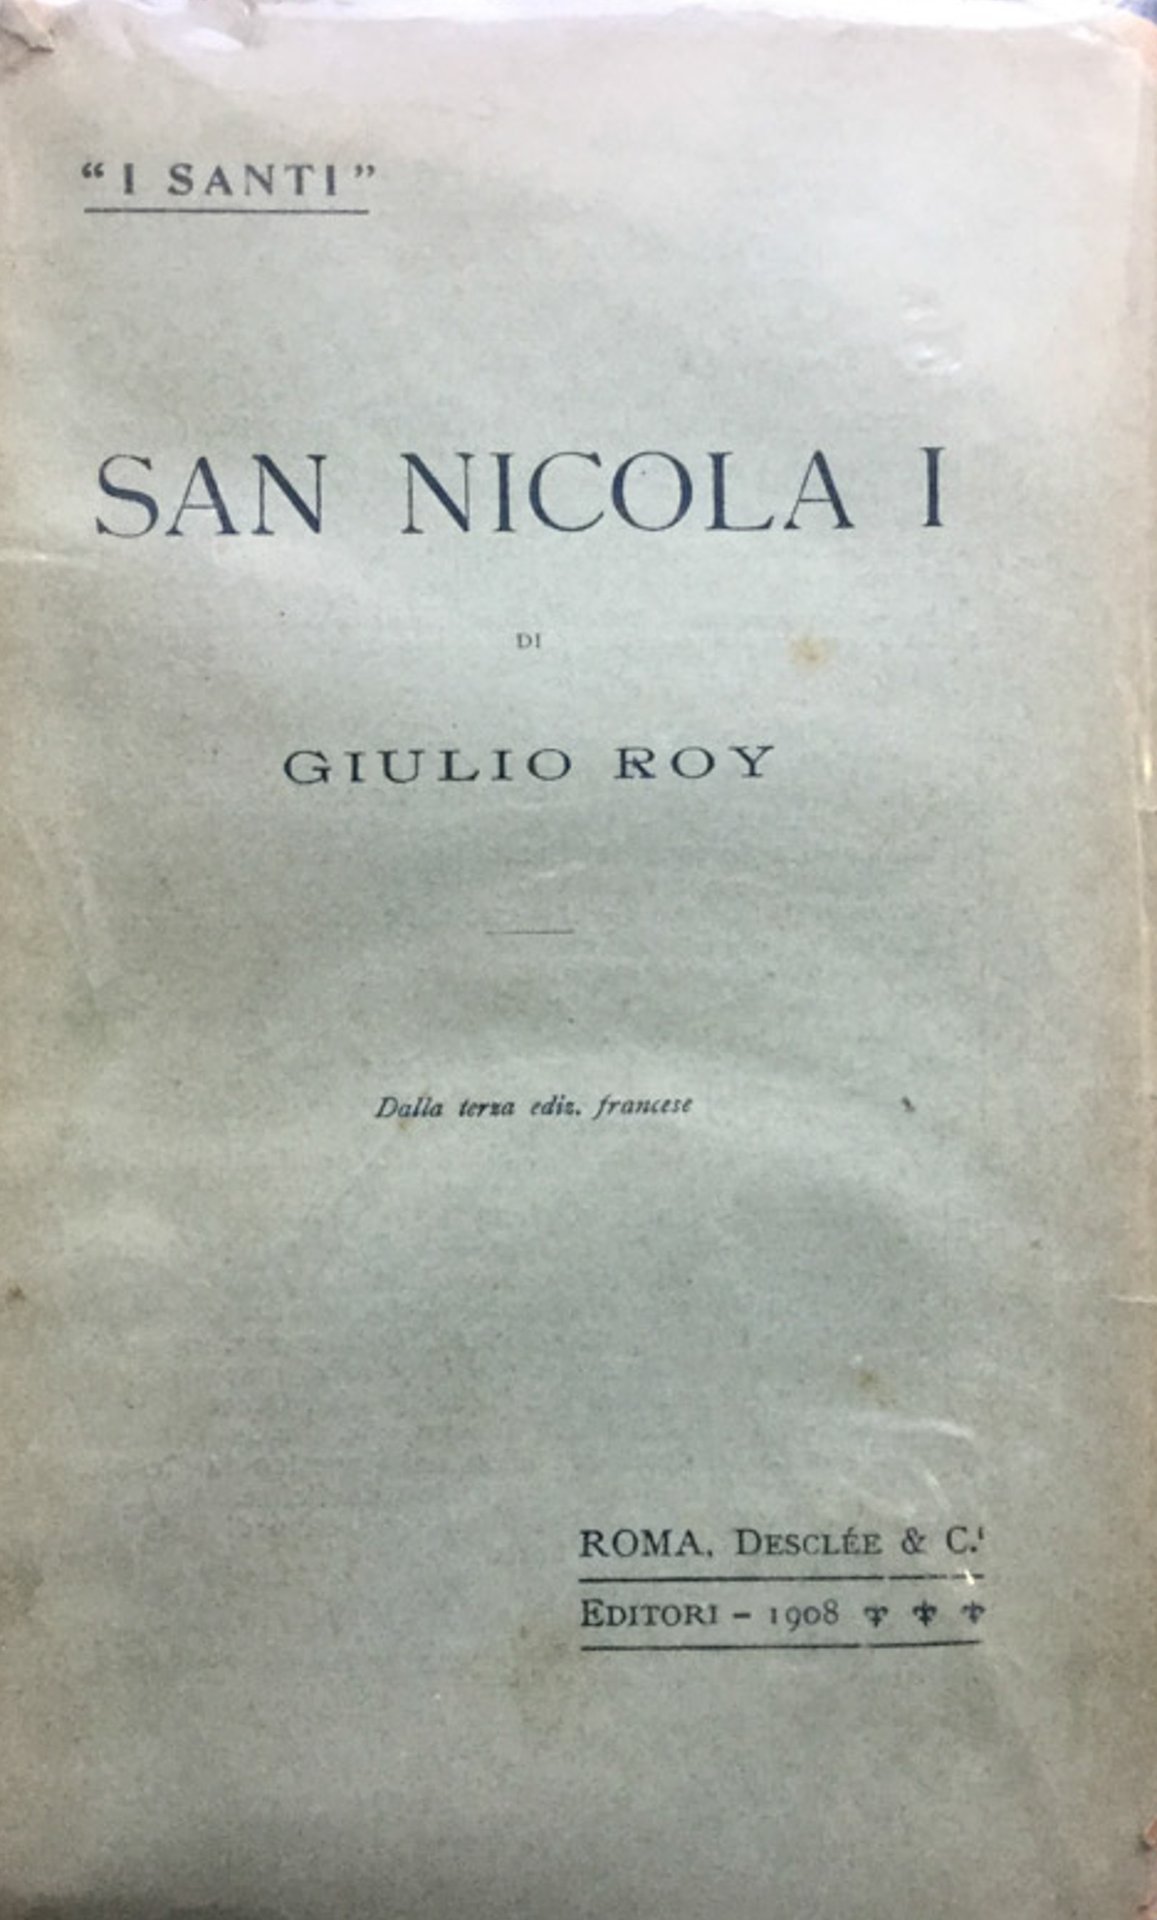 “I SANTI”
SAN NICOLA I
DI
GIULIO ROY
Dalla terza ediz. francese
ROMA, DESCLÉE & C.ⁱ
EDITORI - 1908